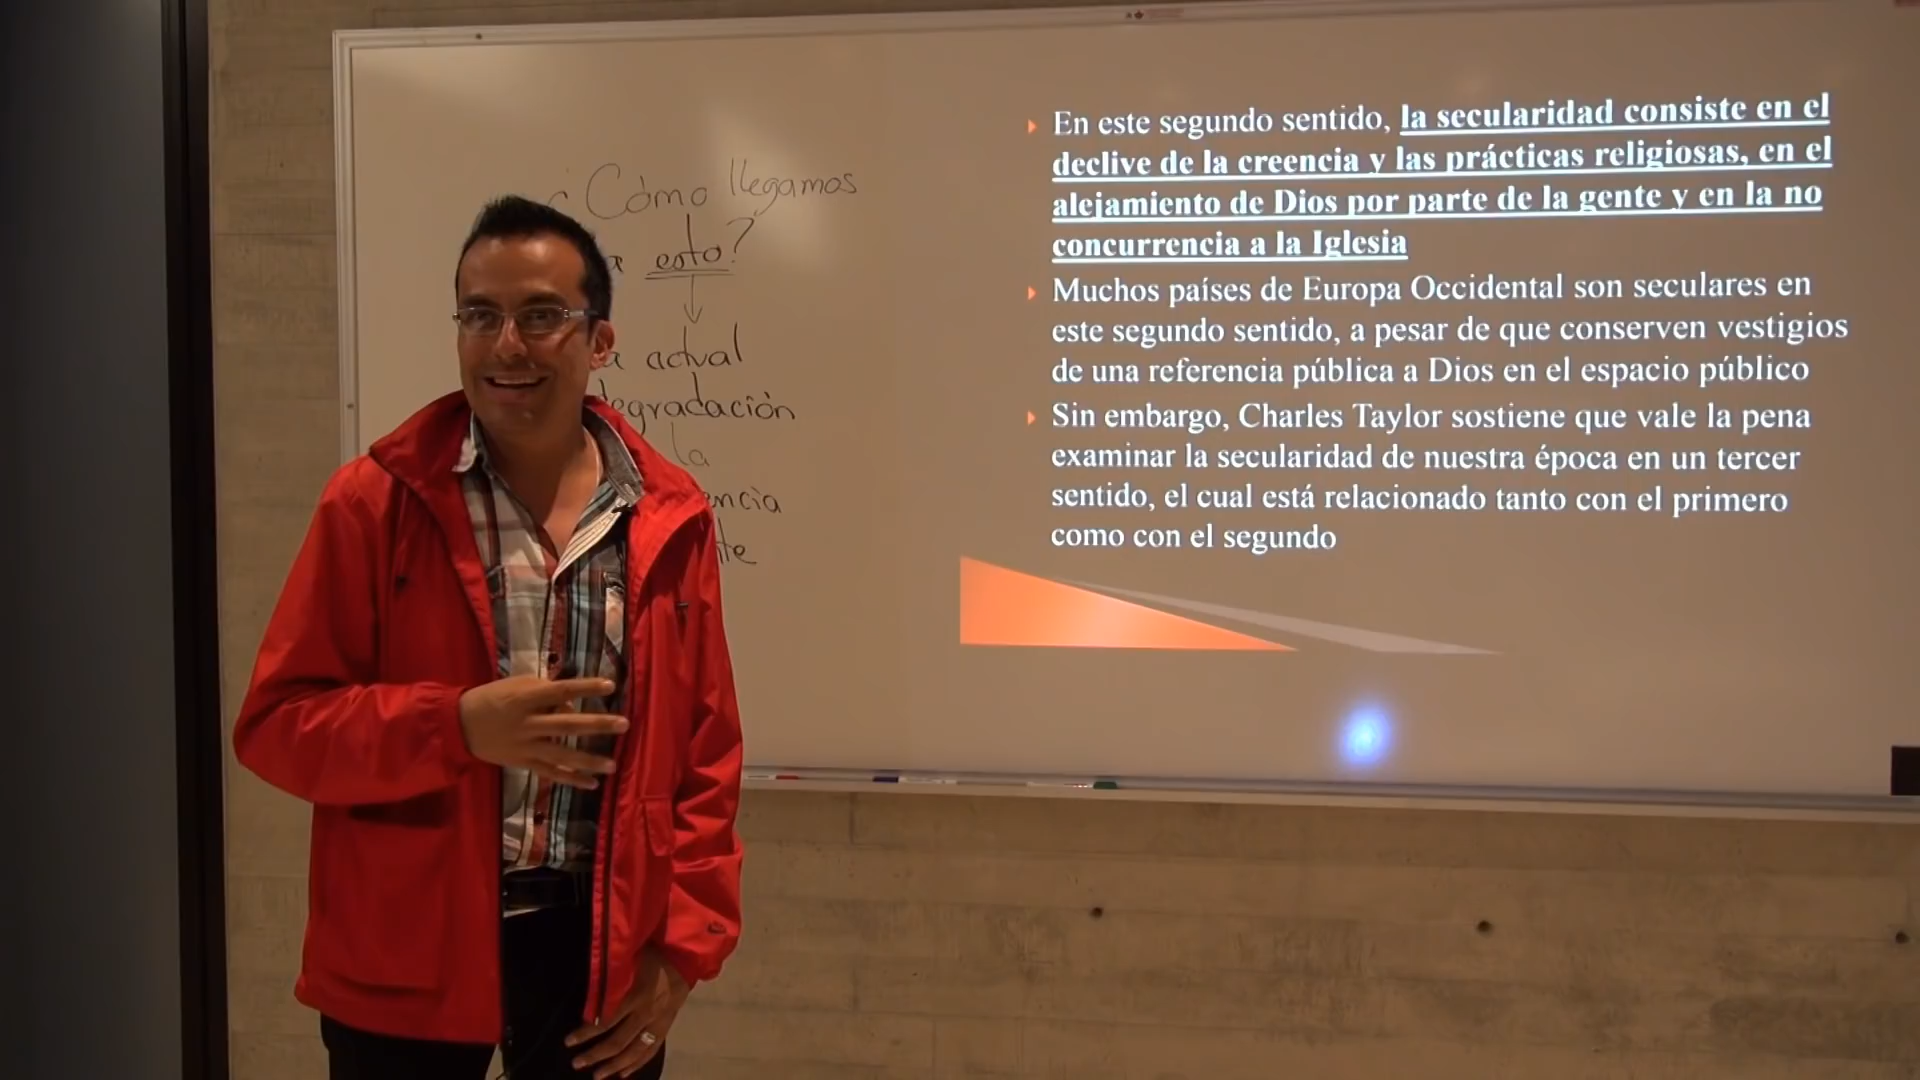 ¿Cómo llegamos
a esto?
a actual
degradación
la
encia
te
En este segundo sentido, la secularidad consiste en el
declive de la creencia y las prácticas religiosas, en el
alejamiento de Dios por parte de la gente y en la no
concurrencia a la Iglesia
Muchos países de Europa Occidental son seculares en
este segundo sentido, a pesar de que conserven vestigios
de una referencia pública a Dios en el espacio público
Sin embargo, Charles Taylor sostiene que vale la pena
examinar la secularidad de nuestra época en un tercer
sentido, el cual está relacionado tanto con el primero
como con el segundo